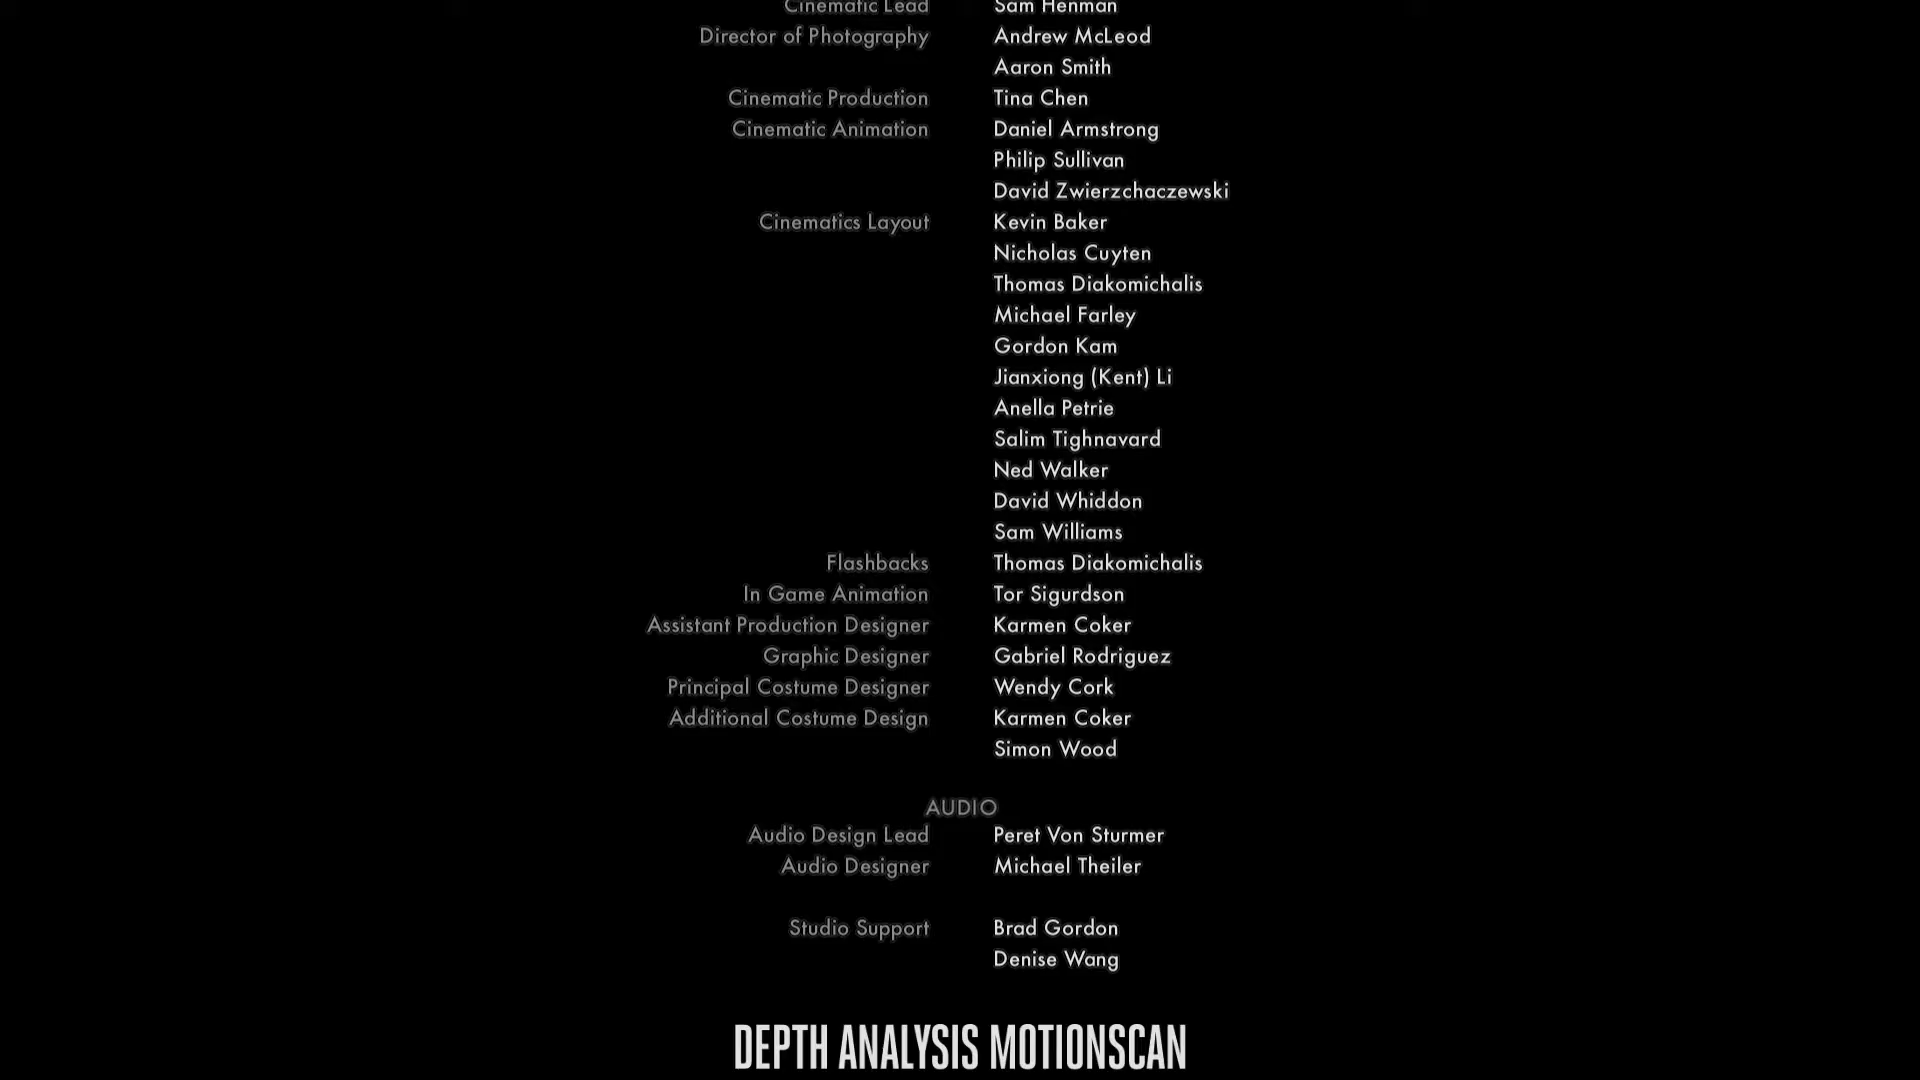 Cinematic Lead Sam Henman
Director of Photography Andrew McLeod
Aaron Smith
Cinematic Production Tina Chen
Cinematic Animation Daniel Armstrong
Philip Sullivan
David Zwierzchaczewski
Cinematics Layout Kevin Baker
Nicholas Cuyten
Thomas Diakomichalis
Michael Farley
Gordon Kam
Jianxiong (Kent) Li
Anella Petrie
Salim Tighnavard
Ned Walker
David Whiddon
Sam Williams
Flashbacks Thomas Diakomichalis
In Game Animation Tor Sigurdson
Assistant Production Designer Karmen Coker
Graphic Designer Gabriel Rodriguez
Principal Costume Designer Wendy Cork
Additional Costume Design Karmen Coker
Simon Wood
AUDIO
Audio Design Lead Peret Von Sturmer
Audio Designer Michael Theiler
Studio Support Brad Gordon
Denise Wang
DEPTH ANALYSIS MOTIONSCAN